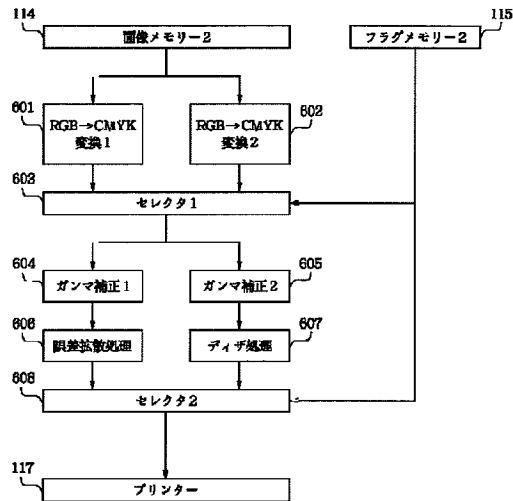 114
115
画像メモリー2
フラグメモリー2
601
602
RGB→CMYK
変換1
RGB→CMYK
変換2
603
セレクタ1
604
605
ガンマ補正1
ガンマ補正2
606
607
誤差拡散処理
ディザ処理
608
セレクタ2
117
プリンター